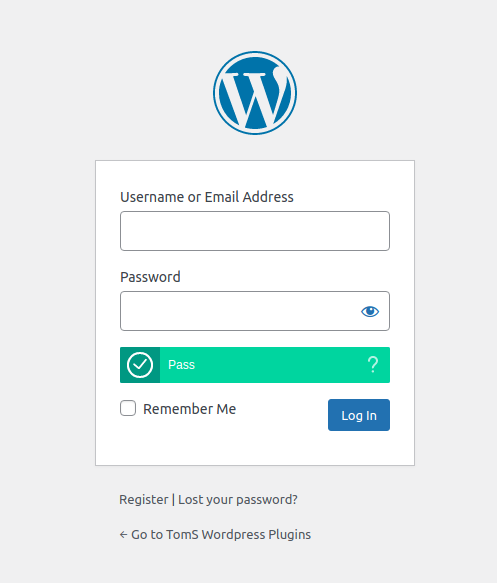 Username or Email Address
Password
Pass ?
Remember Me
Log In
Register | Lost your password?
← Go to TomS Wordpress Plugins